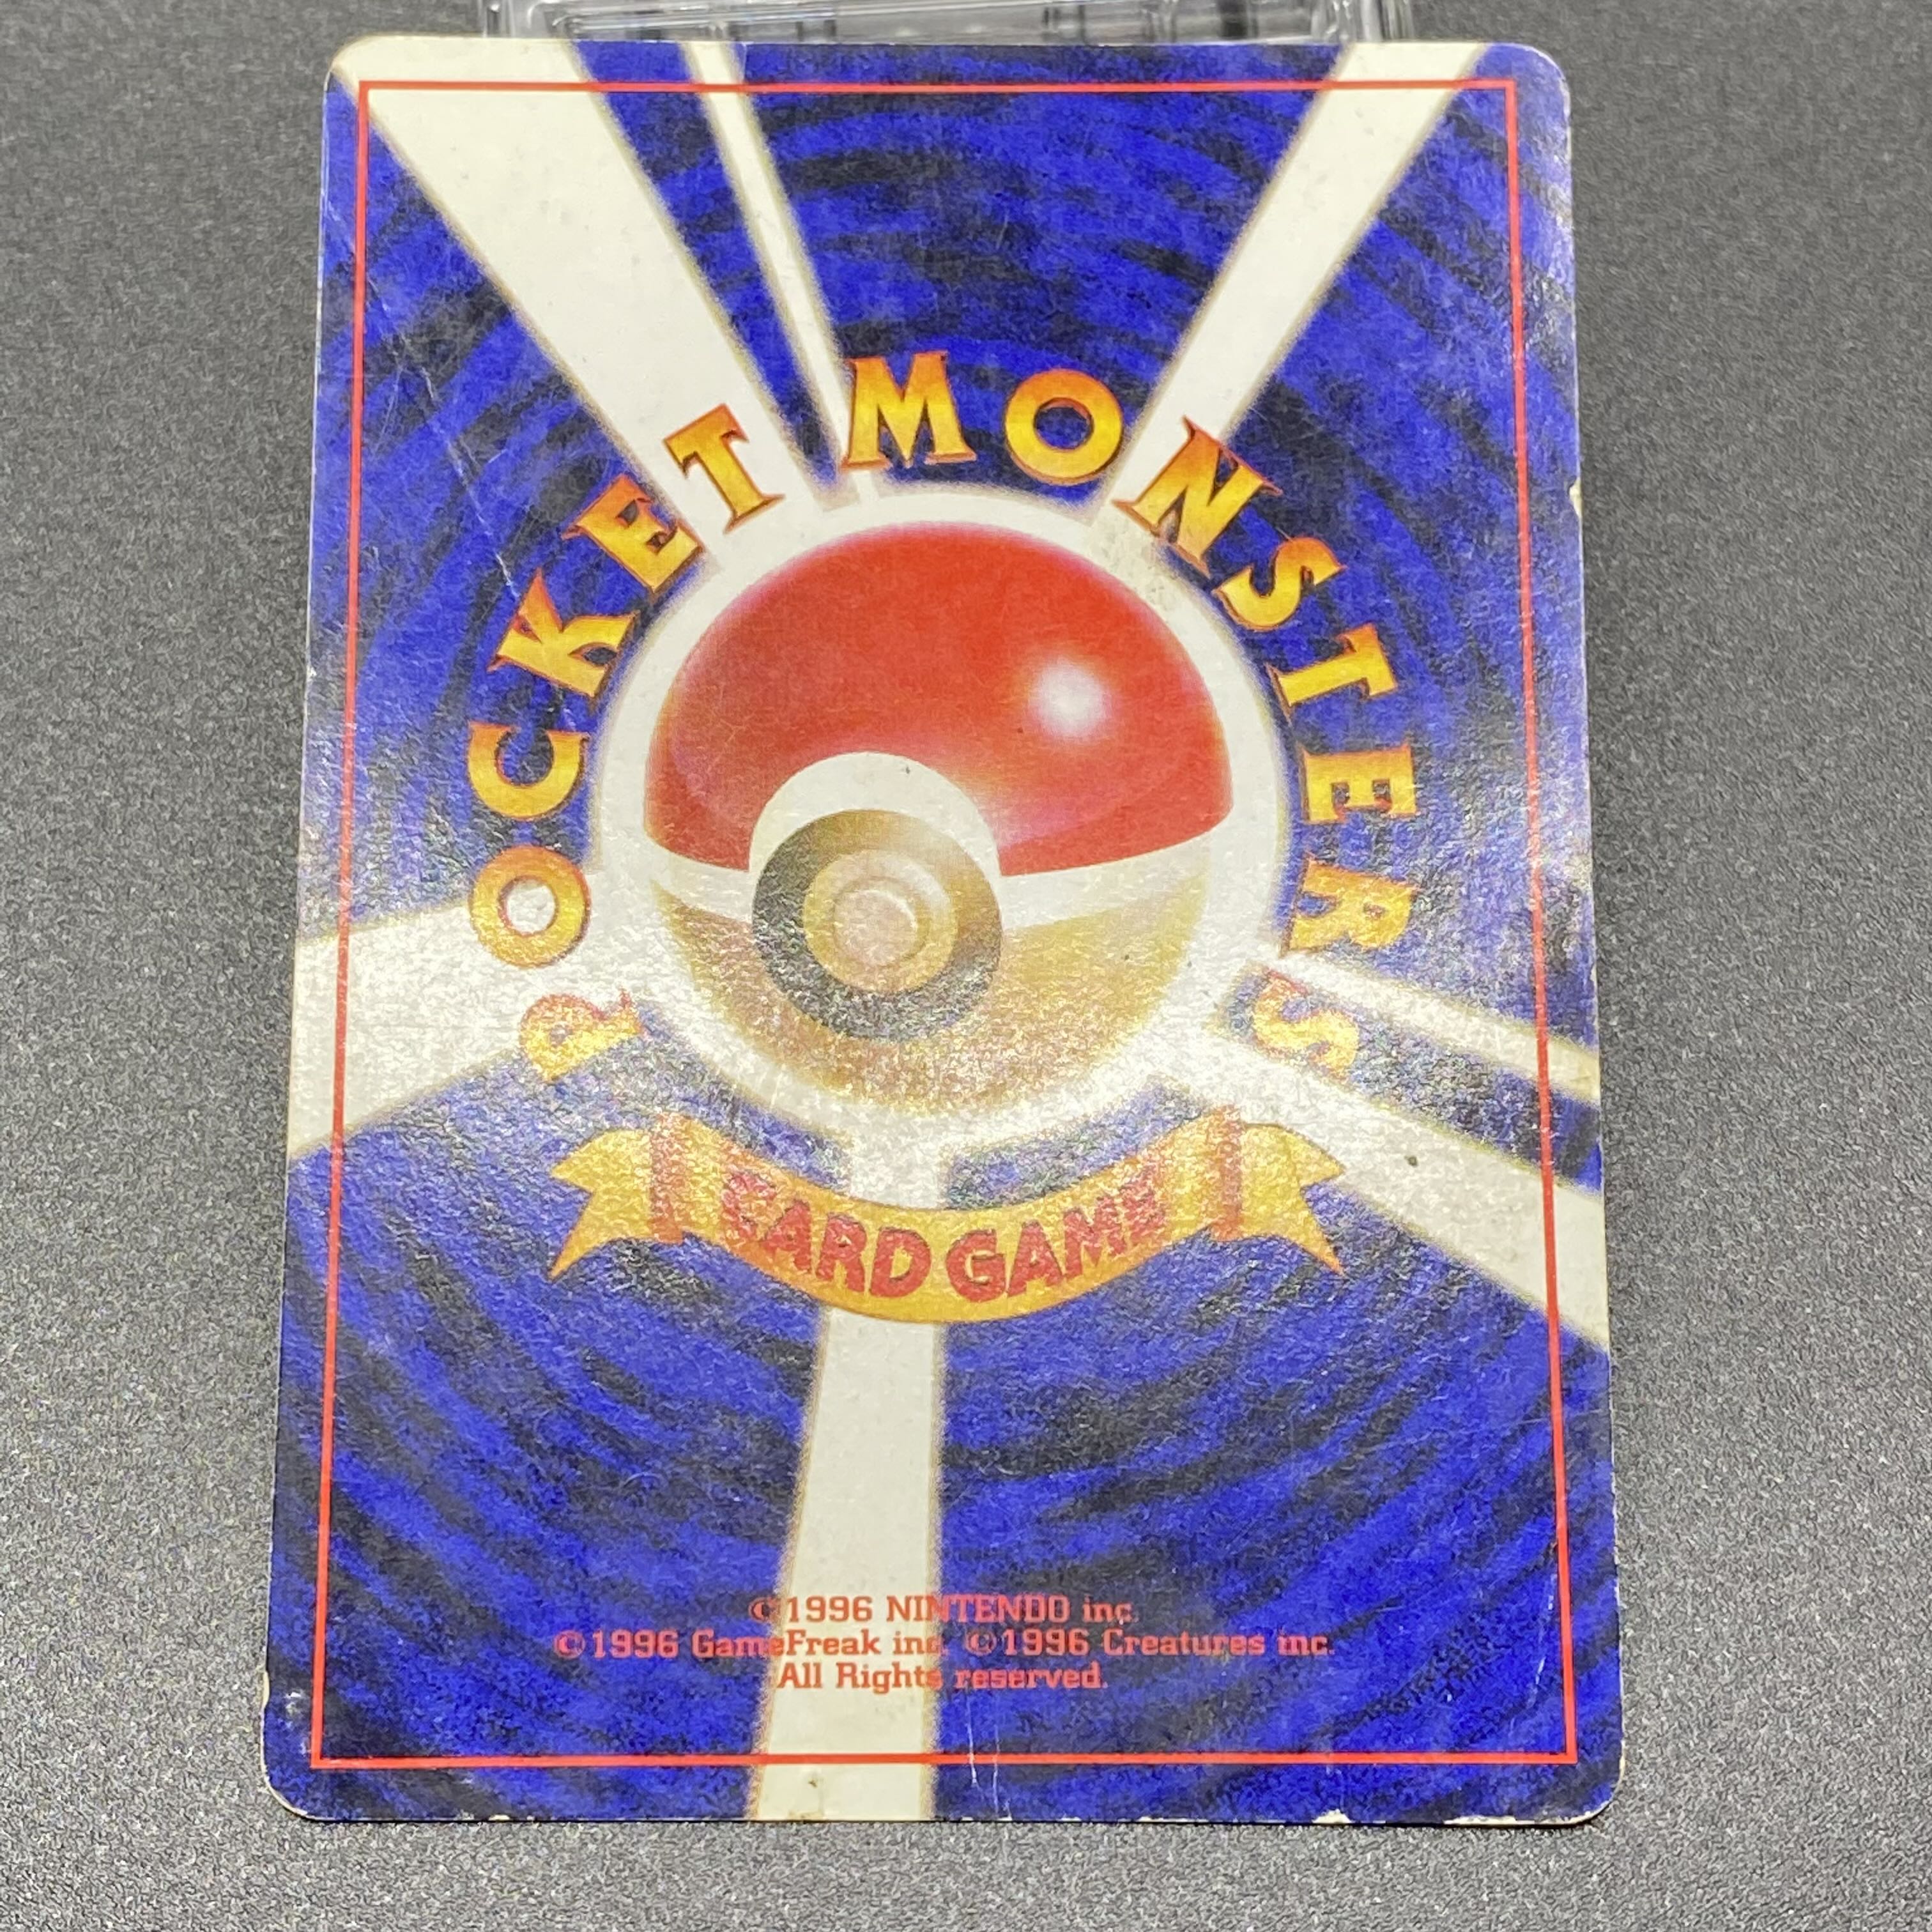 POCKET MONSTERS
CARD GAME
©1996 NINTENDO inc.
©1996 GameFreak inc. ©1996 Creatures inc.
All Rights reserved.